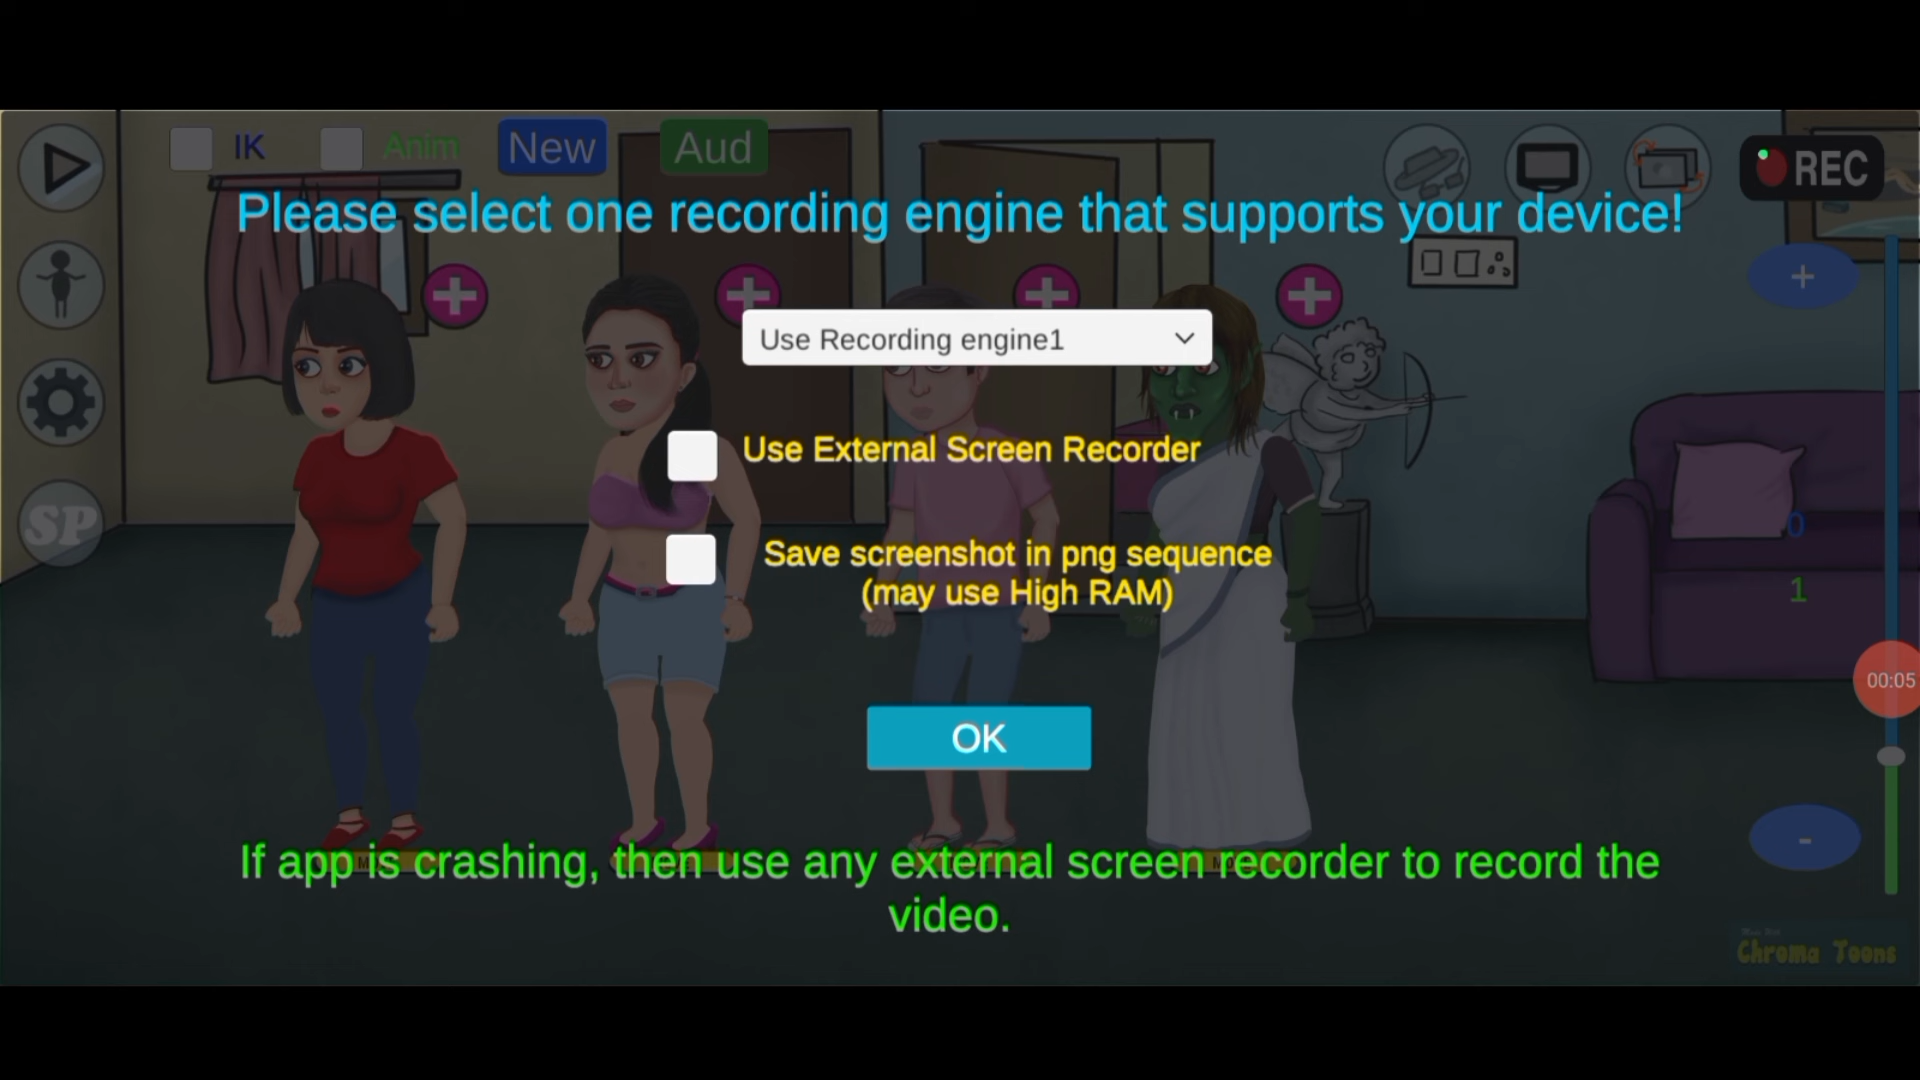 IK
Anim
New
Aud
REC
Please select one recording engine that supports your device!
+
Use Recording engine1
Use External Screen Recorder
SP
0
Save screenshot in png sequence
(may use High RAM)
1
00:05
OK
-
If app is crashing, then use any external screen recorder to record the
video.
Chroma Toons